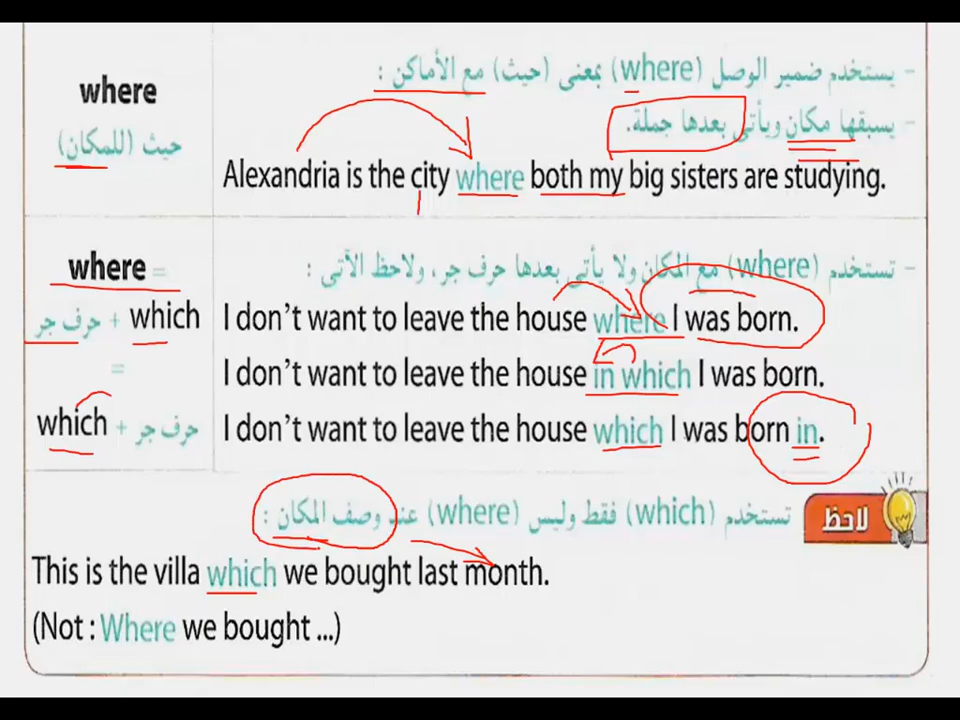 where
حيث (للمكان)
- يستخدم ضمير الوصل (where) بمعنى (حيث) مع الأماكن :
- يسبقها مكان ويأتى بعدها جملة.
Alexandria is the city where both my big sisters are studying.
where =
حرف جر + which
=
which + حرف جر
- تستخدم (where) مع المكان ولا يأتى بعدها حرف جر، ولاحظ الآتى :
I don't want to leave the house where I was born.
I don't want to leave the house in which I was born.
I don't want to leave the house which I was born in.
لاحظ
تستخدم (which) فقط وليس (where) عند وصف المكان :
This is the villa which we bought last month.
(Not : Where we bought ...)